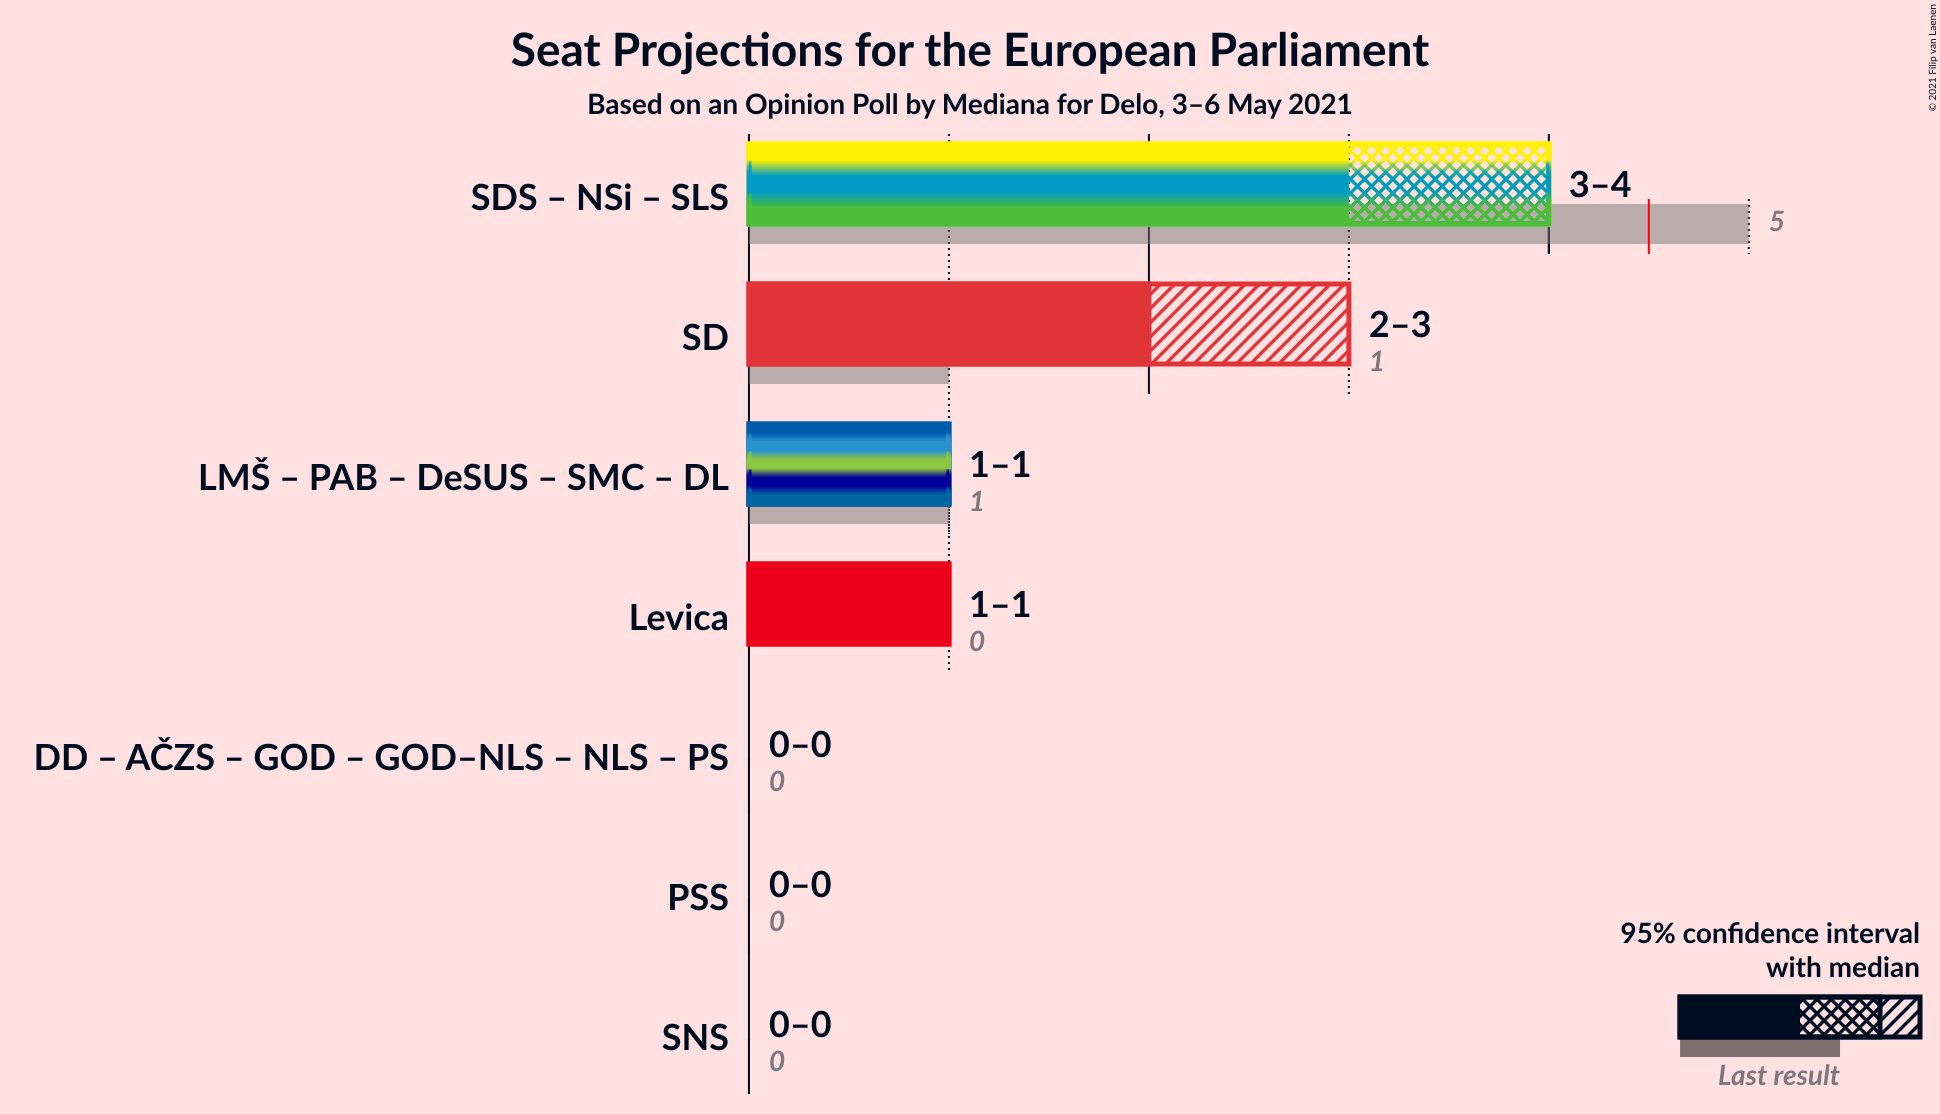 Seat Projections for the European Parliament
Based on an Opinion Poll by Mediana for Delo, 3–6 May 2021
© 2021 Filip van Laenen
SDS – NSi – SLS
3–4
5
SD
2–3
1
LMŠ – PAB – DeSUS – SMC – DL
1–1
1
Levica
1–1
0
DD – AČZS – GOD – GOD–NLS – NLS – PS
0–0
0
PSS
0–0
0
SNS
0–0
0
95% confidence interval
with median
Last result